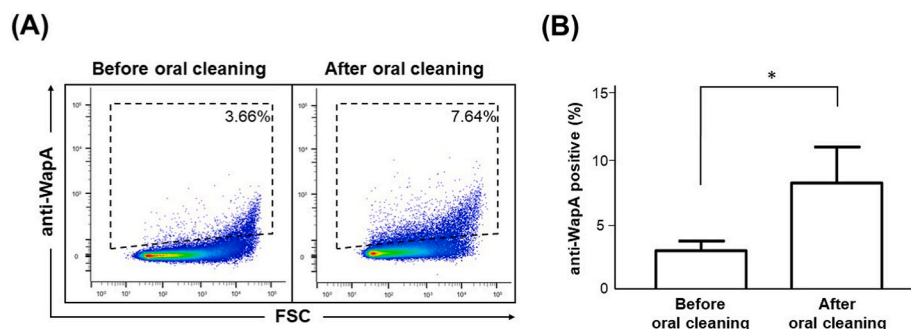 (A)
Before oral cleaning
After oral cleaning
anti-WapA
3.66%
7.64%
FSC
(B)
*
anti-WapA positive (%)
15
10
5
0
Before
oral cleaning
After
oral cleaning